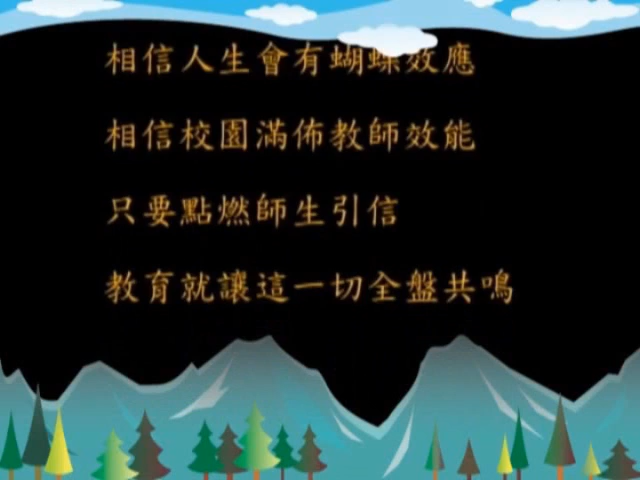 相信人生會有蝴蝶效應
相信校園滿佈教師效能
只要點燃師生引信
教育就讓這一切全盤共鳴